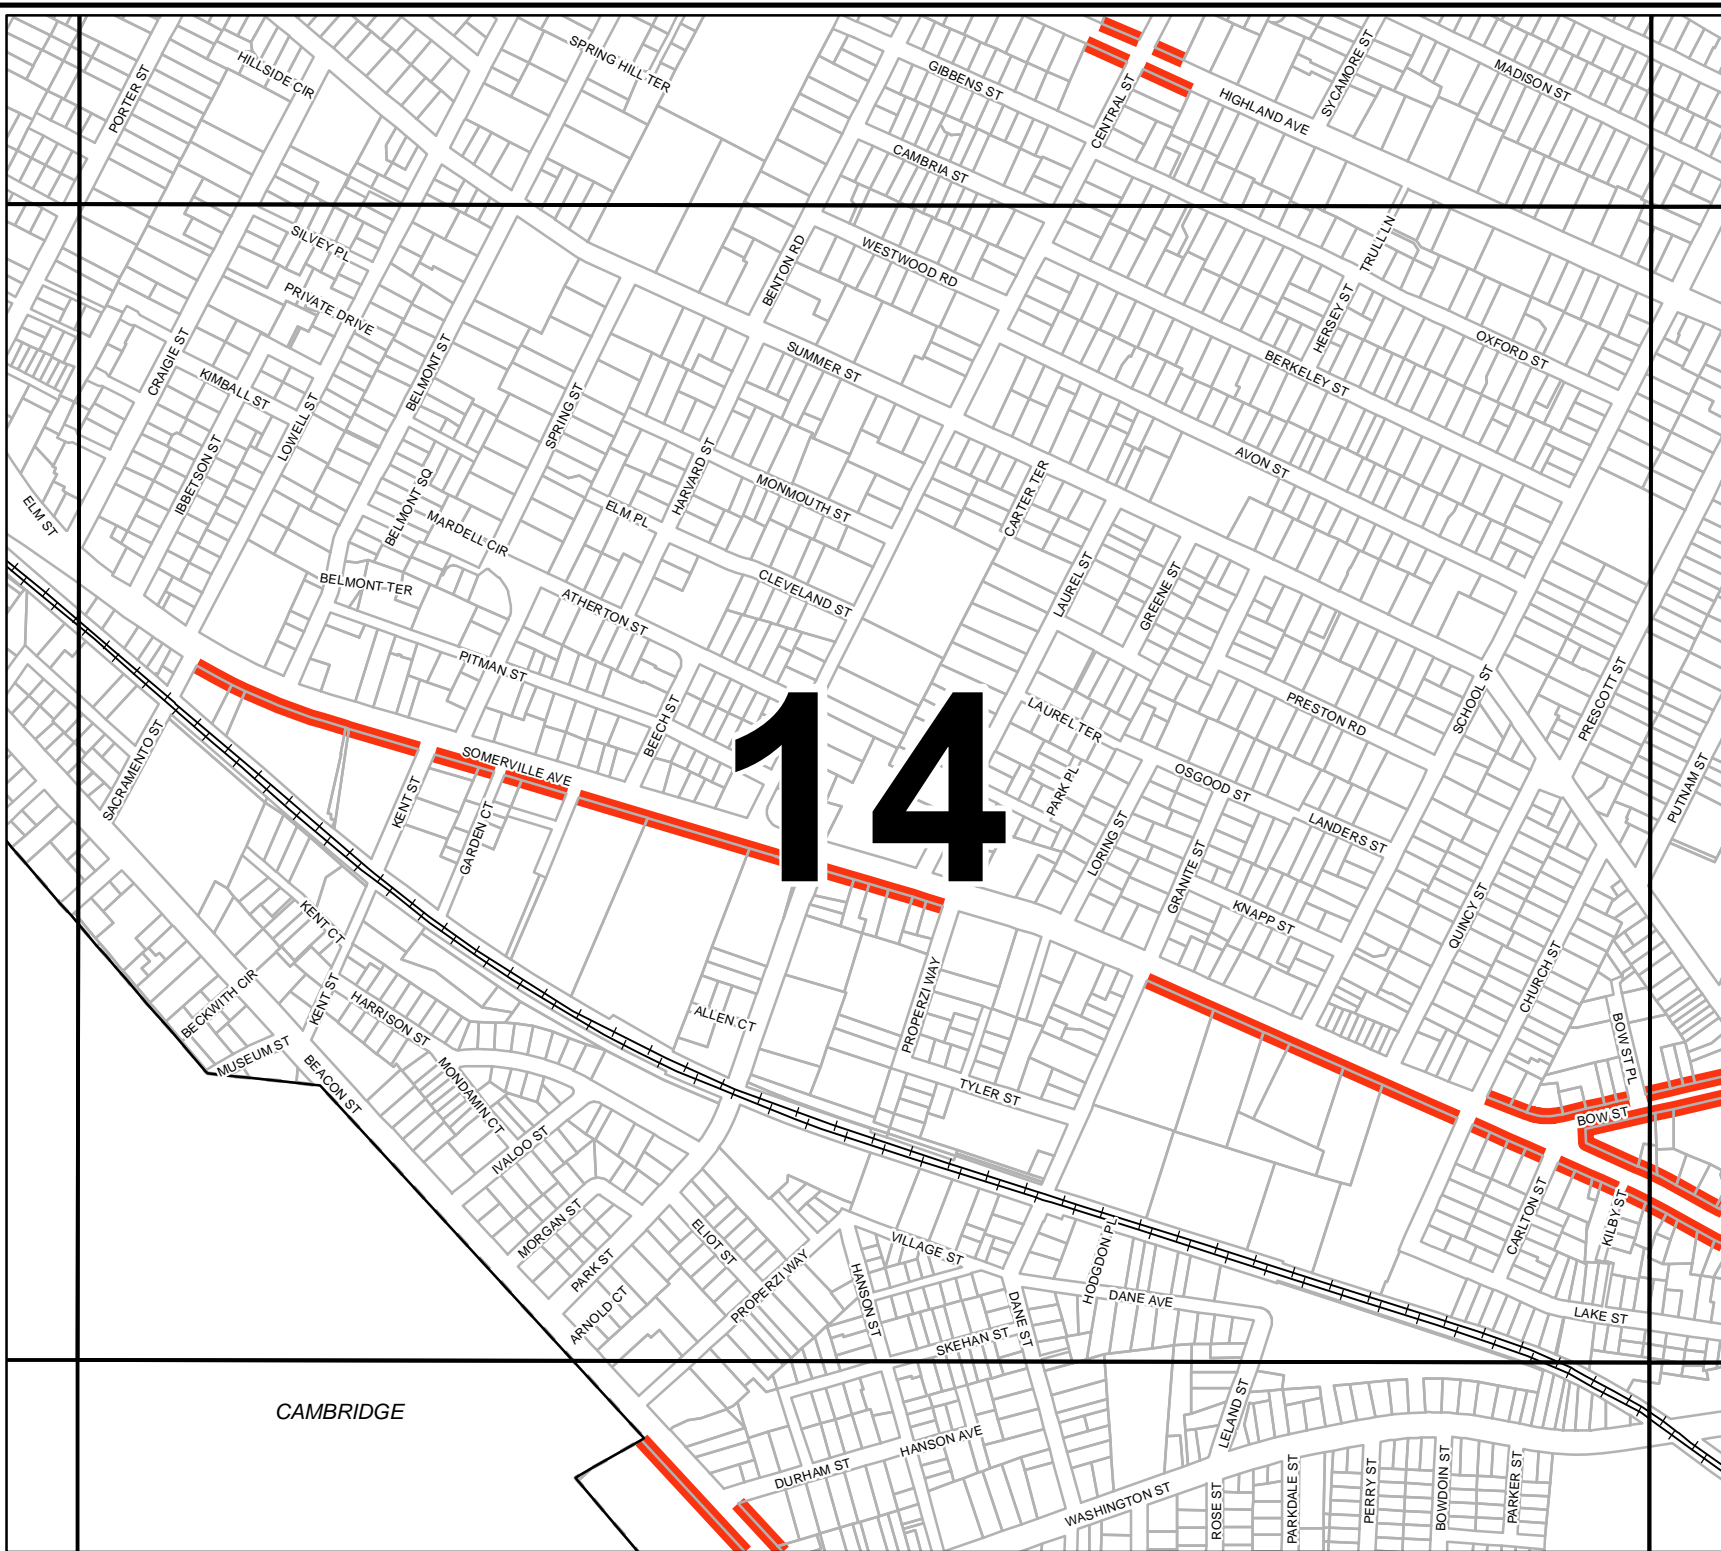 PORTER ST
HILLSIDE CIR
SPRING HILL TER
GIBBENS ST
CENTRAL ST
HIGHLAND AVE
SYCAMORE ST
MADISON ST
CAMBRIA ST
SILVEY PL
PRIVATE DRIVE
BENTON RD
WESTWOOD RD
TRULL LN
HERSEY ST
OXFORD ST
BERKELEY ST
CRAIGIE ST
KIMBALL ST
LOWELL ST
BELMONT ST
SPRING ST
SUMMER ST
IBBETSON ST
BELMONT SQ
MARDELL CIR
ELM PL
HARVARD ST
MONMOUTH ST
CARTER TER
AVON ST
ELM ST
BELMONT TER
ATHERTON ST
CLEVELAND ST
LAUREL ST
GREENE ST
PITMAN ST
BEECH ST
LAUREL TER
PRESTON RD
SCHOOL ST
PRESCOTT ST
SACRAMENTO ST
SOMERVILLE AVE
14
PARK PL
OSGOOD ST
LANDERS ST
PUTNAM ST
KENT ST
GARDEN CT
LORING ST
GRANITE ST
KNAPP ST
QUINCY ST
CHURCH ST
KENT CT
BECKWITH CIR
KENT ST
HARRISON ST
ALLEN CT
PROPERZI WAY
BOW ST PL
MUSEUM ST
BEACON ST
MONDAMIN CT
TYLER ST
BOW ST
IVALOO ST
MORGAN ST
ELIOT ST
PARK ST
ARNOLD CT
PROPERZI WAY
VILLAGE ST
HANSON ST
HODGDON PL
DANE AVE
DANE ST
SKEHAN ST
CARLTON ST
KILBY ST
LAKE ST
CAMBRIDGE
LELAND ST
HANSON AVE
DURHAM ST
WASHINGTON ST
ROSE ST
PARKDALE ST
PERRY ST
BOWDOIN ST
PARKER ST